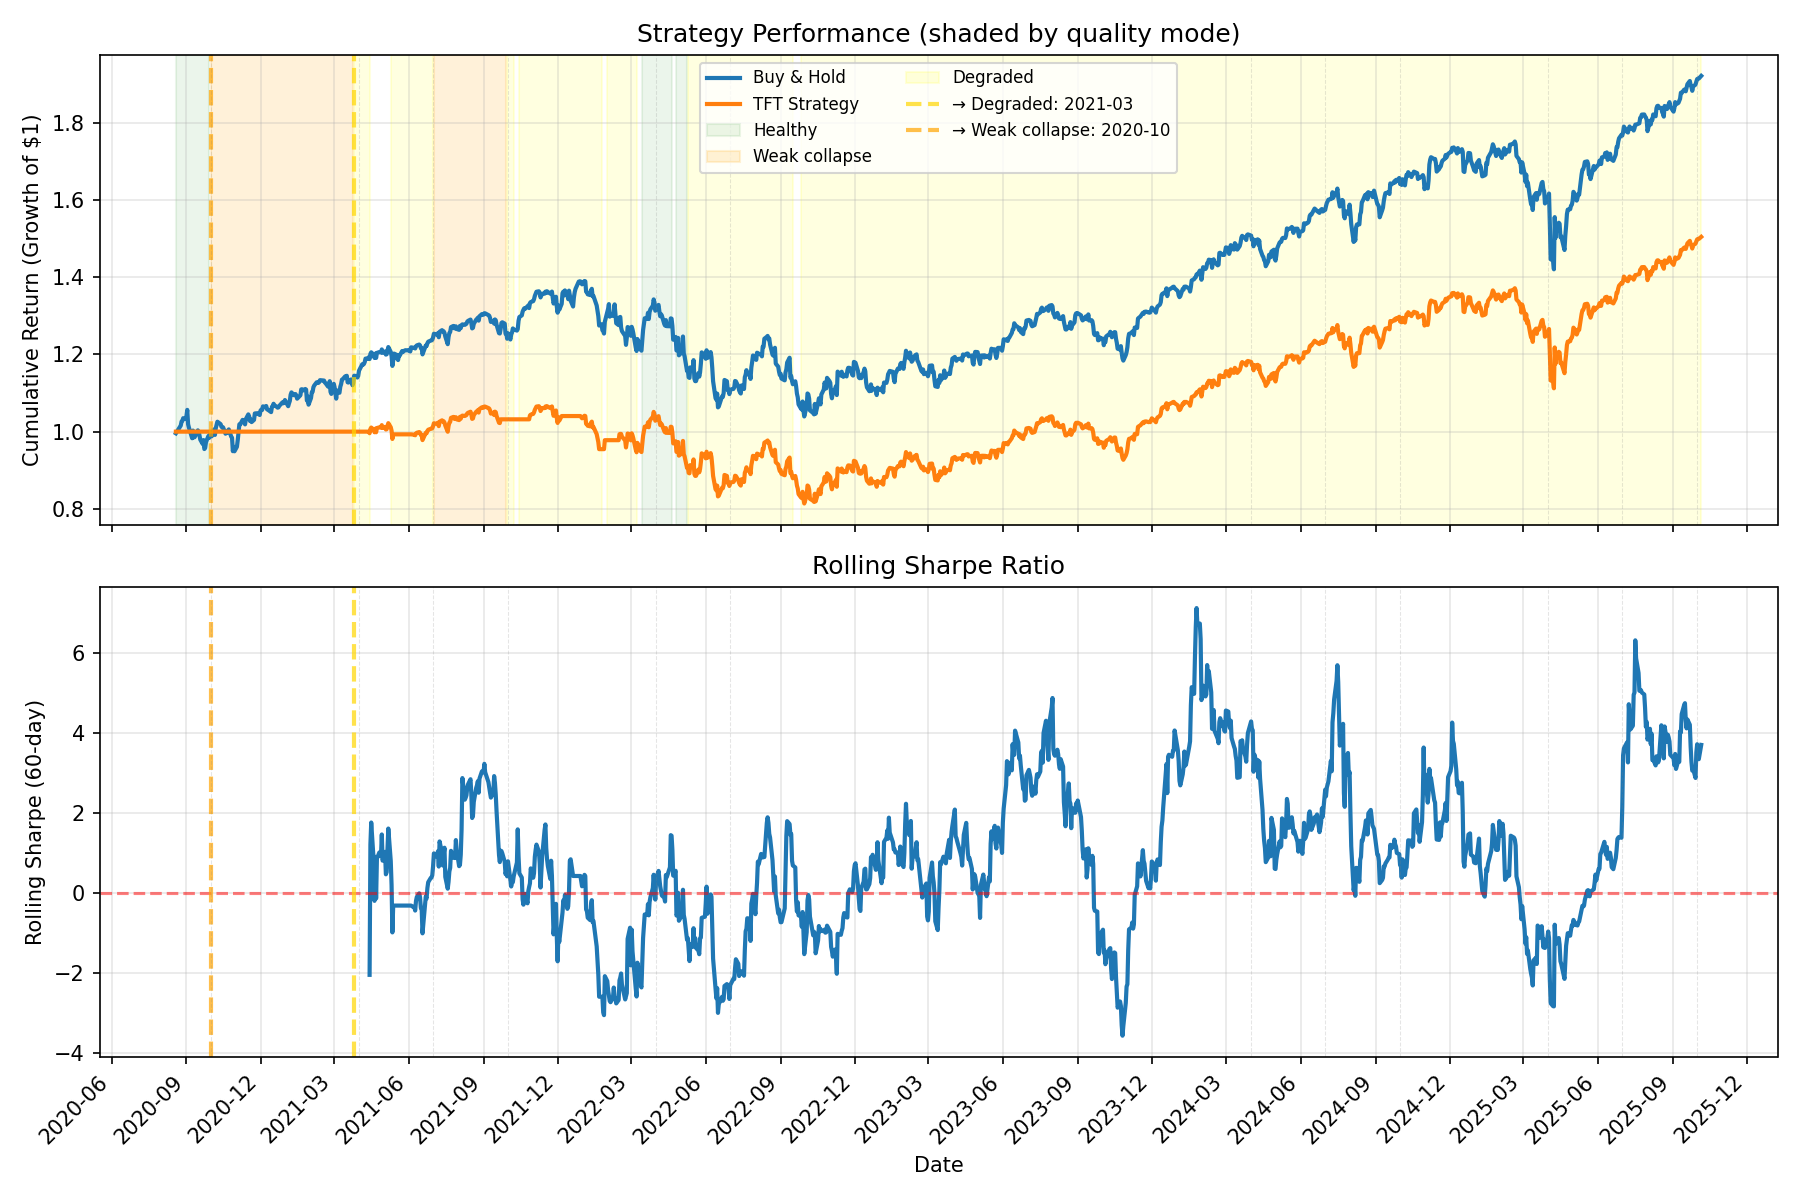 Strategy Performance (shaded by quality mode)
Cumulative Return (Growth of $1)
1.8
1.6
1.4
1.2
1.0
0.8
Buy & Hold
TFT Strategy
Healthy
Weak collapse
Degraded
→ Degraded: 2021-03
→ Weak collapse: 2020-10
Rolling Sharpe Ratio
Rolling Sharpe (60-day)
6
4
2
0
−2
−4
2020-06
2020-09
2020-12
2021-03
2021-06
2021-09
2021-12
2022-03
2022-06
2022-09
2022-12
2023-03
2023-06
2023-09
2023-12
2024-03
2024-06
2024-09
2024-12
2025-03
2025-06
2025-09
2025-12
Date